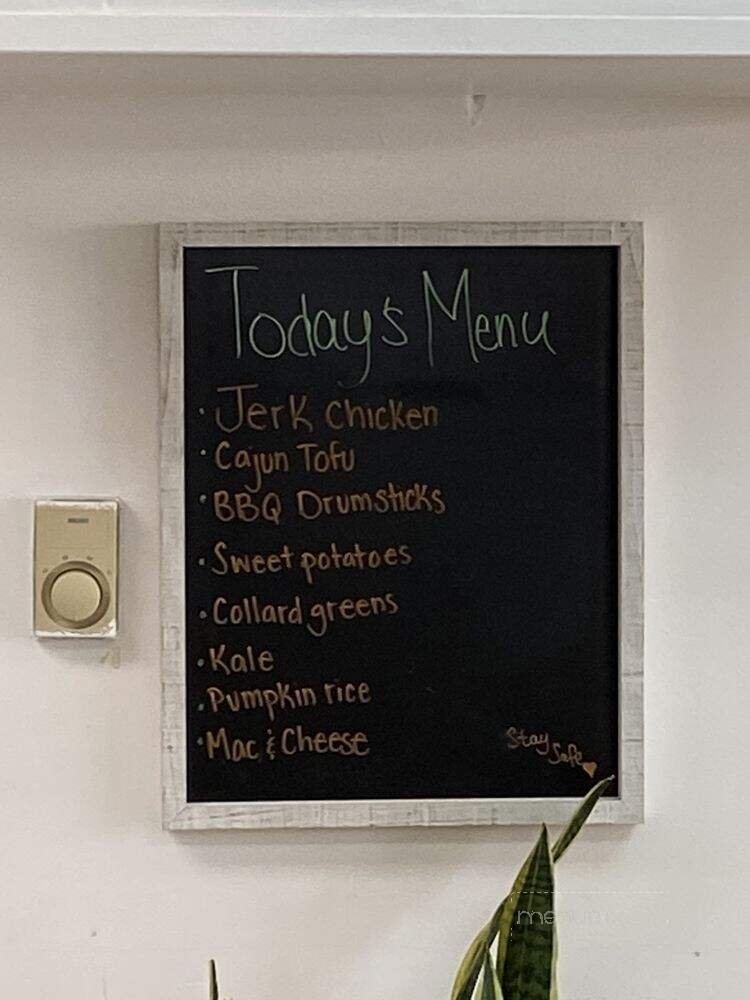 Today's Menu
· Jerk Chicken
· Cajun Tofu
· BBQ Drumsticks
· Sweet potatoes
· Collard greens
· Kale
· Pumpkin rice
· Mac & Cheese
Stay
Safe